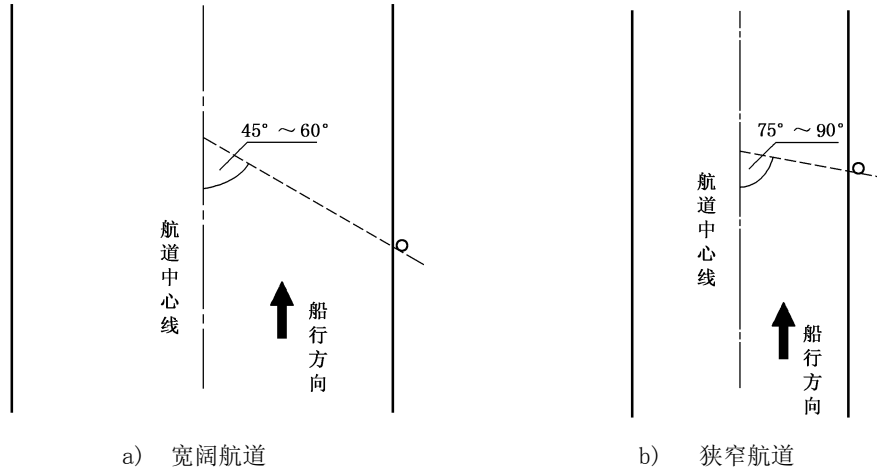 45° ～60°
航道中心线
船行方向
a) 宽阔航道
75° ～90°
航道中心线
船行方向
b) 狭窄航道